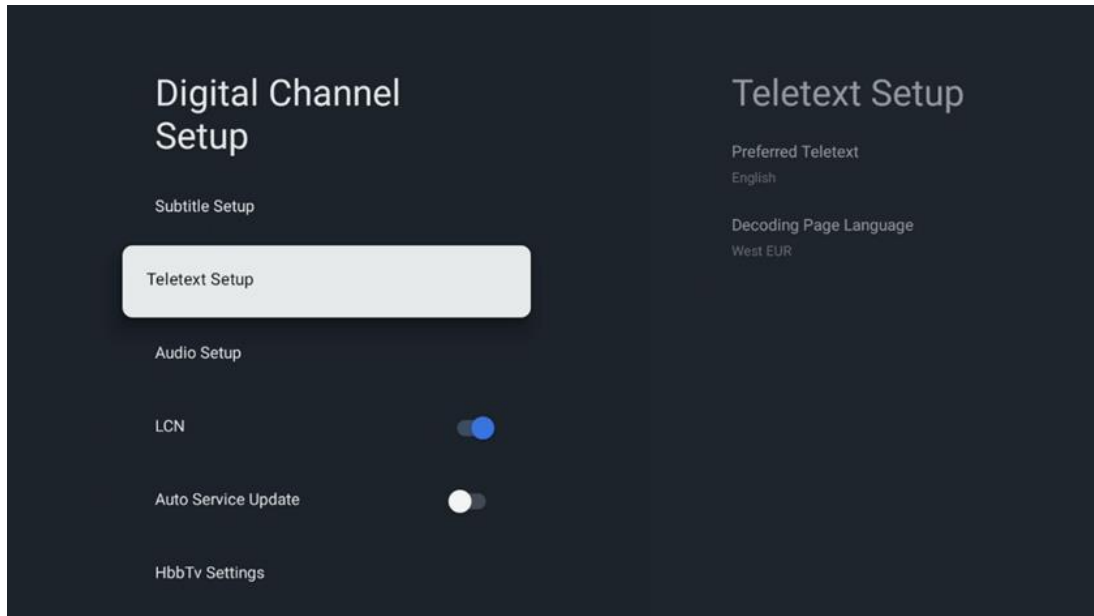 Digital Channel
Setup
Subtitle Setup
Teletext Setup
Audio Setup
LCN
Auto Service Update
HbbTv Settings
Teletext Setup
Preferred Teletext
English
Decoding Page Language
West EUR